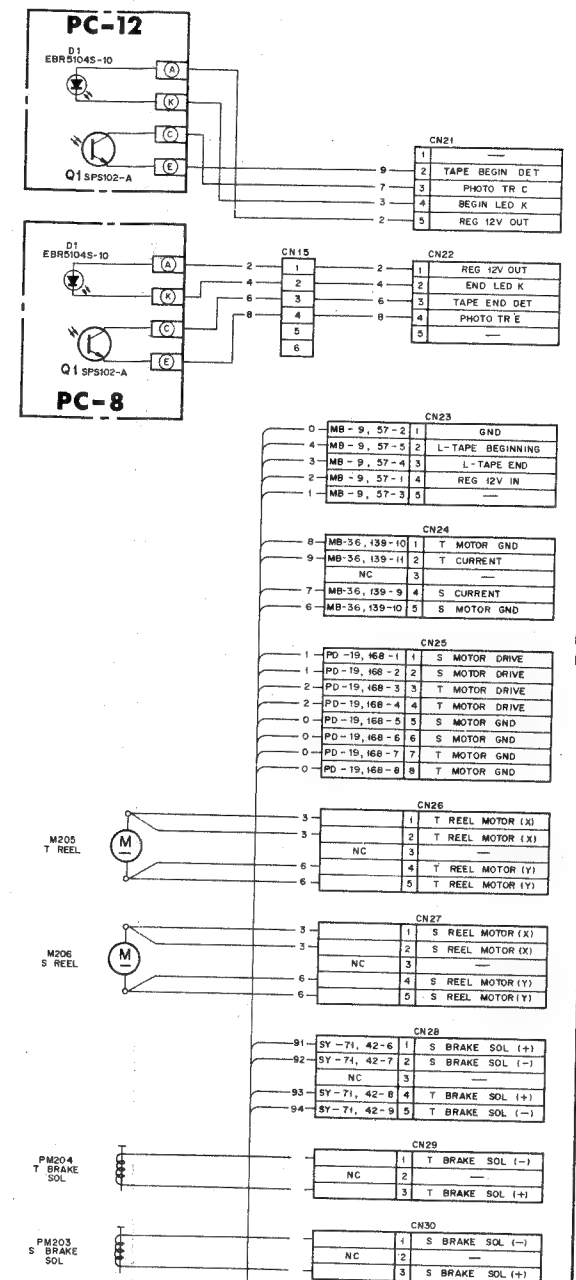 PC-12
D1
EBR5104S-10
A
K
C
E
Q1 SPS102-A
CN21
1 —
9 2 TAPE BEGIN DET
7 3 PHOTO TR C
3 4 BEGIN LED K
2 5 REG 12V OUT
PC-8
D1
EBR5104S-10
A
K
C
E
Q1 SPS102-A
CN15
2 1 2
4 2 4
6 3 6
8 4 8
5
6
CN22
1 REG 12V OUT
2 END LED K
3 TAPE END DET
4 PHOTO TR E
5 —
CN23
0 MB-9, 57-2 1 GND
4 MB-9, 57-5 2 L-TAPE BEGINNING
3 MB-9, 57-4 3 L-TAPE END
2 MB-9, 57-1 4 REG 12V IN
1 MB-9, 57-3 5 —
CN24
8 MB-36, 139-10 1 T MOTOR GND
9 MB-36, 139-11 2 T CURRENT
NC 3 —
7 MB-36, 139-9 4 S CURRENT
6 MB-36, 139-10 5 S MOTOR GND
CN25
1 PD-19, 168-1 1 S MOTOR DRIVE
1 PD-19, 168-2 2 S MOTOR DRIVE
2 PD-19, 168-3 3 T MOTOR DRIVE
2 PD-19, 168-4 4 T MOTOR DRIVE
0 PD-19, 168-5 5 S MOTOR GND
0 PD-19, 168-6 6 S MOTOR GND
0 PD-19, 168-7 7 T MOTOR GND
0 PD-19, 168-8 8 T MOTOR GND
M205
T REEL
M
CN26
3 1 T REEL MOTOR (X)
3 2 T REEL MOTOR (X)
NC 3 —
6 4 T REEL MOTOR (Y)
6 5 T REEL MOTOR (Y)
M206
S REEL
M
CN27
3 1 S REEL MOTOR (X)
3 2 S REEL MOTOR (X)
NC 3 —
6 4 S REEL MOTOR (Y)
6 5 S REEL MOTOR (Y)
CN28
91 SY-71, 42-6 1 S BRAKE SOL (+)
92 SY-71, 42-7 2 S BRAKE SOL (−)
NC 3 —
93 SY-71, 42-8 4 T BRAKE SOL (+)
94 SY-71, 42-9 5 T BRAKE SOL (−)
PM204
T BRAKE
SOL
CN29
1 T BRAKE SOL (−)
NC 2 —
3 T BRAKE SOL (+)
PM203
S BRAKE
SOL
CN30
1 S BRAKE SOL (−)
NC 2 —
3 S BRAKE SOL (+)